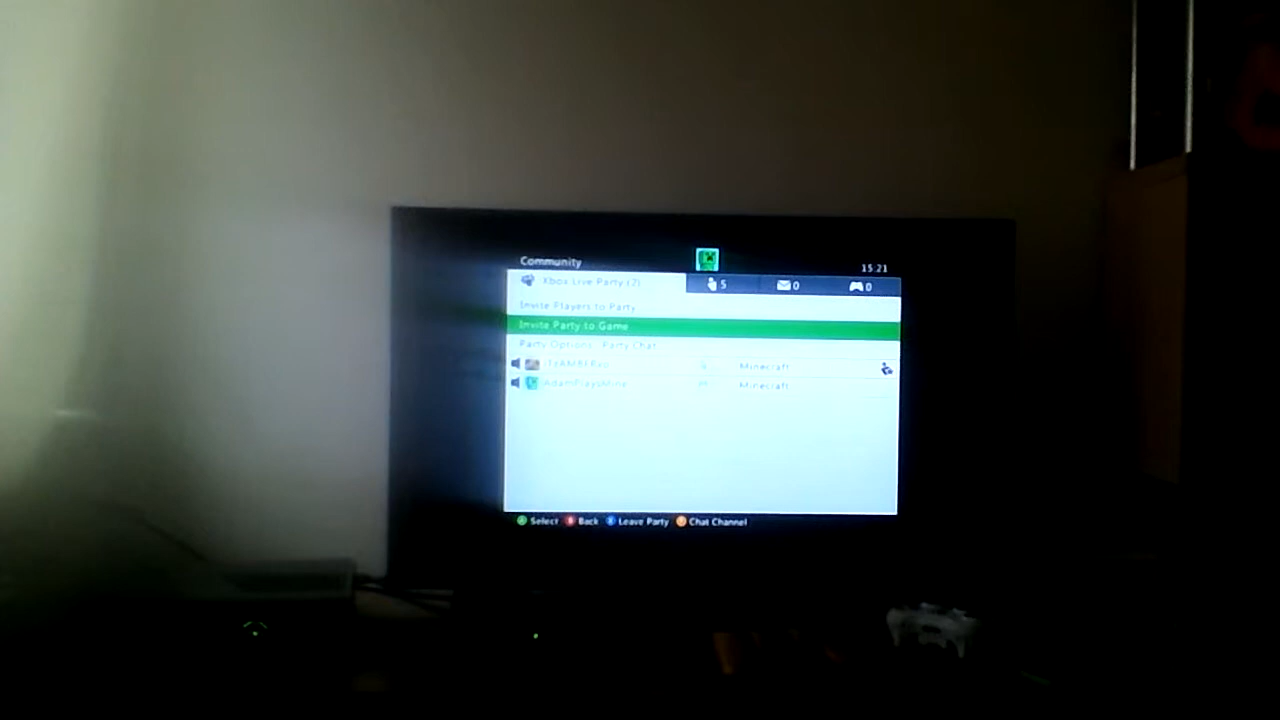 Community
15:21
Xbox Live Party (2)
5
0
0
Invite Players to Party
Invite Party to Game
Party Options: Party Chat
Minecraft
AdamPlaysMine
Minecraft
Select
Back
Leave Party
Chat Channel